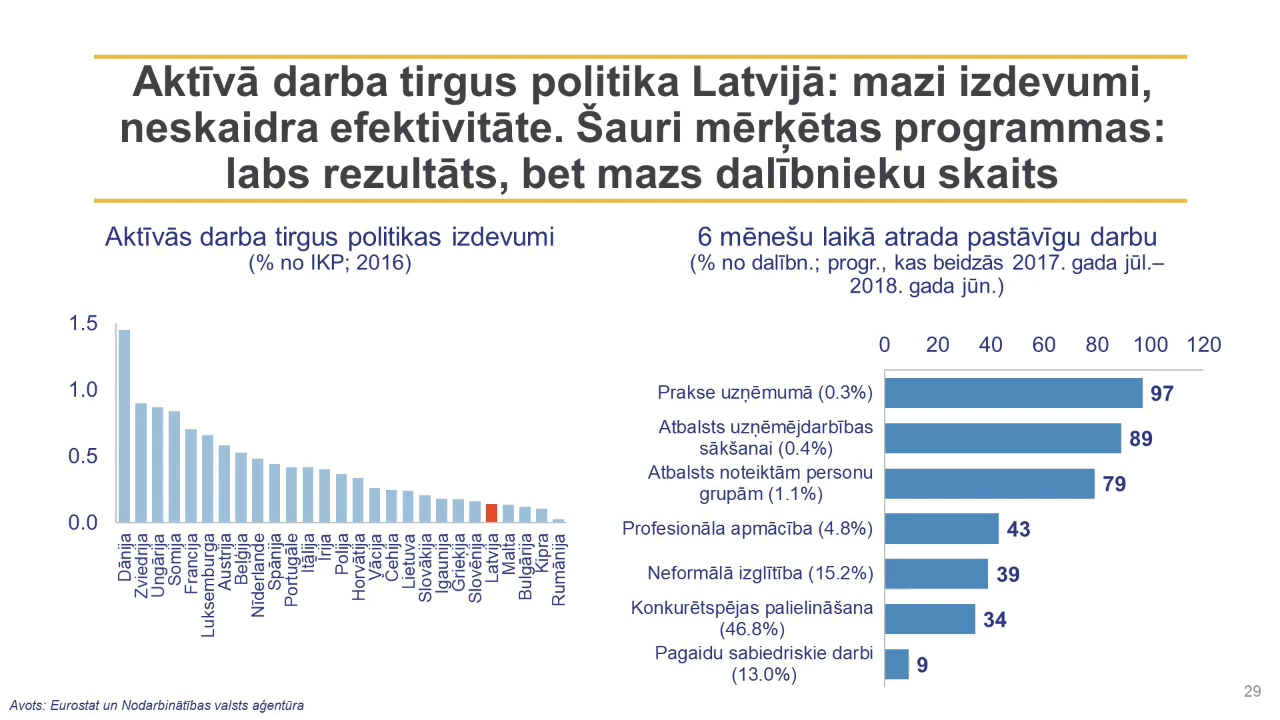 Aktīvā darba tirgus politika Latvijā: mazi izdevumi,
neskaidra efektivitāte. Šauri mērķētas programmas:
labs rezultāts, bet mazs dalībnieku skaits
Aktīvās darba tirgus politikas izdevumi
(% no IKP; 2016)
1.5
1.0
0.5
0.0
Dānija
Zviedrija
Ungārija
Somija
Francija
Luksemburga
Austrija
Beļģija
Nīderlande
Spānija
Portugāle
Itālija
Īrija
Polija
Horvātija
Vācija
Čehija
Lietuva
Slovākija
Igaunija
Grieķija
Slovēnija
Latvija
Malta
Bulgārija
Kipra
Rumānija
6 mēnešu laikā atrada pastāvīgu darbu
(% no dalībn.; progr., kas beidzās 2017. gada jūl.–
2018. gada jūn.)
0 20 40 60 80 100 120
Prakse uzņēmumā (0.3%) 97
Atbalsts uzņēmējdarbības
sākšanai (0.4%) 89
Atbalsts noteiktām personu
grupām (1.1%) 79
Profesionāla apmācība (4.8%) 43
Neformālā izglītība (15.2%) 39
Konkurētspējas palielināšana
(46.8%) 34
Pagaidu sabiedriskie darbi
(13.0%) 9
Avots: Eurostat un Nodarbinātības valsts aģentūra
29